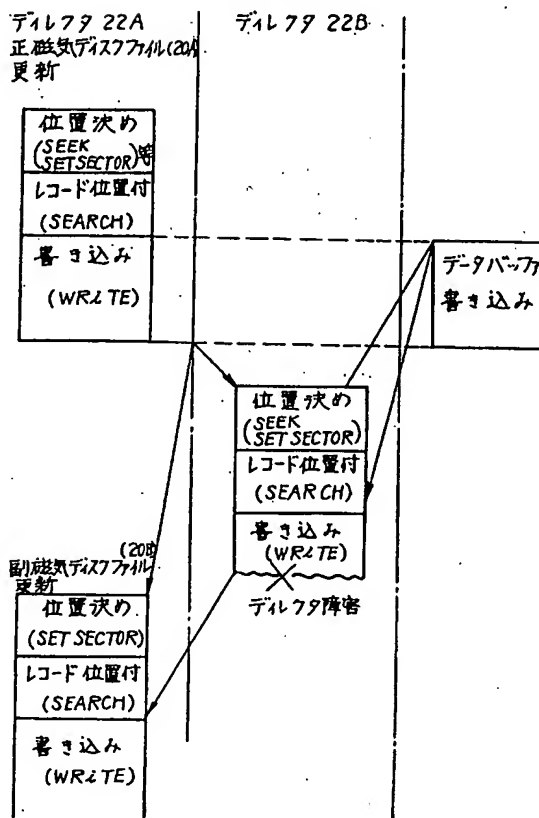 ディレクタ 22A
正磁気ディスクファイル(20A)
更新
位置決め
(SEEK
SETSECTOR)等
レコード位置付
(SEARCH)
書き込み
(WRiTE)
ディレクタ 22B
データバッファ
書き込み
位置決め
(SEEK
SET SECTOR)
レコード位置付
(SEARCH)
書き込み
(WRiTE)
ディレクタ障害
(20B)
副磁気ディスクファイル
更新
位置決め
(SET SECTOR)
レコード位置付
(SEARCH)
書き込み
(WRiTE)